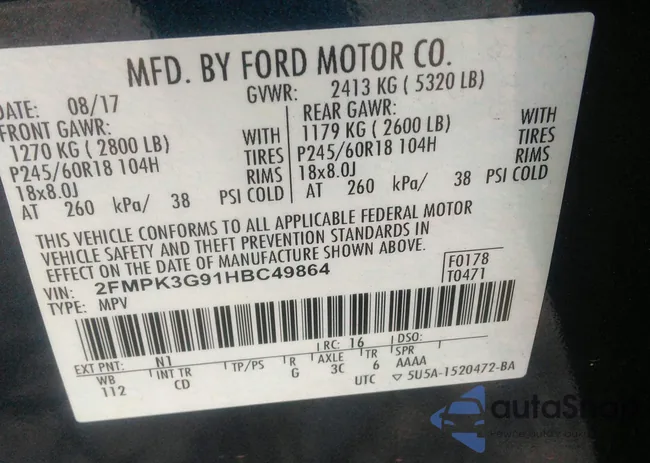 MFD. BY FORD MOTOR CO.
DATE: 08/17 GVWR: 2413 KG ( 5320 LB)
FRONT GAWR: REAR GAWR:
1270 KG ( 2800 LB) WITH 1179 KG ( 2600 LB) WITH
P245/60R18 104H TIRES P245/60R18 104H TIRES
18x8.0J RIMS 18x8.0J RIMS
AT 260 kPa/ 38 PSI COLD AT 260 kPa/ 38 PSI COLD
THIS VEHICLE CONFORMS TO ALL APPLICABLE FEDERAL MOTOR
VEHICLE SAFETY AND THEFT PREVENTION STANDARDS IN
EFFECT ON THE DATE OF MANUFACTURE SHOWN ABOVE.
VIN: 2FMPK3G91HBC49864 F0178
TYPE: MPV T0471
EXT PNT: N1 RC: 16 DSO:
WB INT TR TP/PS R AXLE TR SPR
112 CD G 3C 6 AAAA
UTC ▽ 5U5A-1520472-BA
autaShop